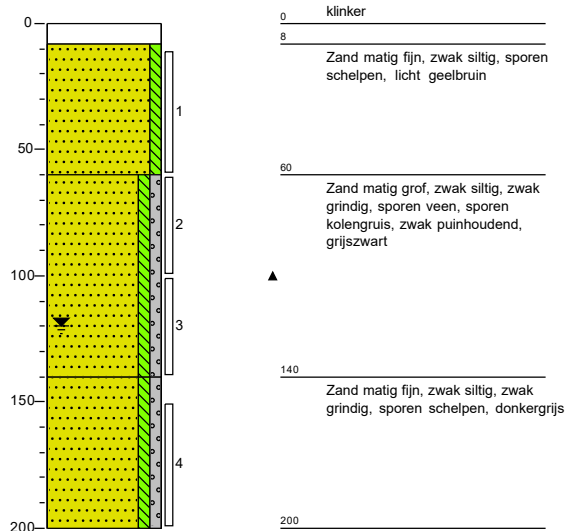 0
50
100
150
200
1
2
3
4
0
klinker
8
Zand matig fijn, zwak siltig, sporen
schelpen, licht geelbruin
60
Zand matig grof, zwak siltig, zwak
grindig, sporen veen, sporen
kolengruis, zwak puinhoudend,
grijszwart
140
Zand matig fijn, zwak siltig, zwak
grindig, sporen schelpen, donkergrijs
200